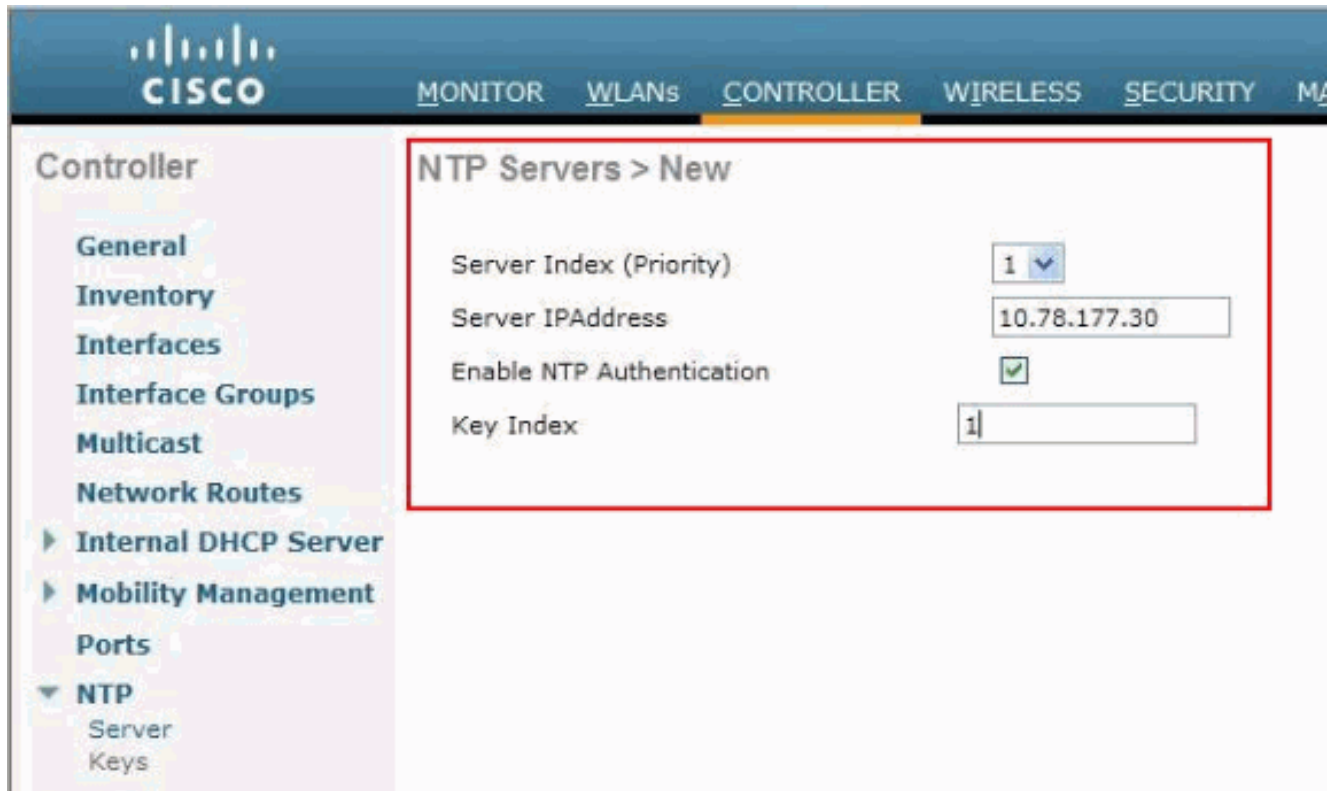 CISCO
MONITOR WLANs CONTROLLER WIRELESS SECURITY MA
Controller
General
Inventory
Interfaces
Interface Groups
Multicast
Network Routes
Internal DHCP Server
Mobility Management
Ports
NTP
Server
Keys
NTP Servers > New
Server Index (Priority) 1
Server IPAddress 10.78.177.30
Enable NTP Authentication
Key Index 1